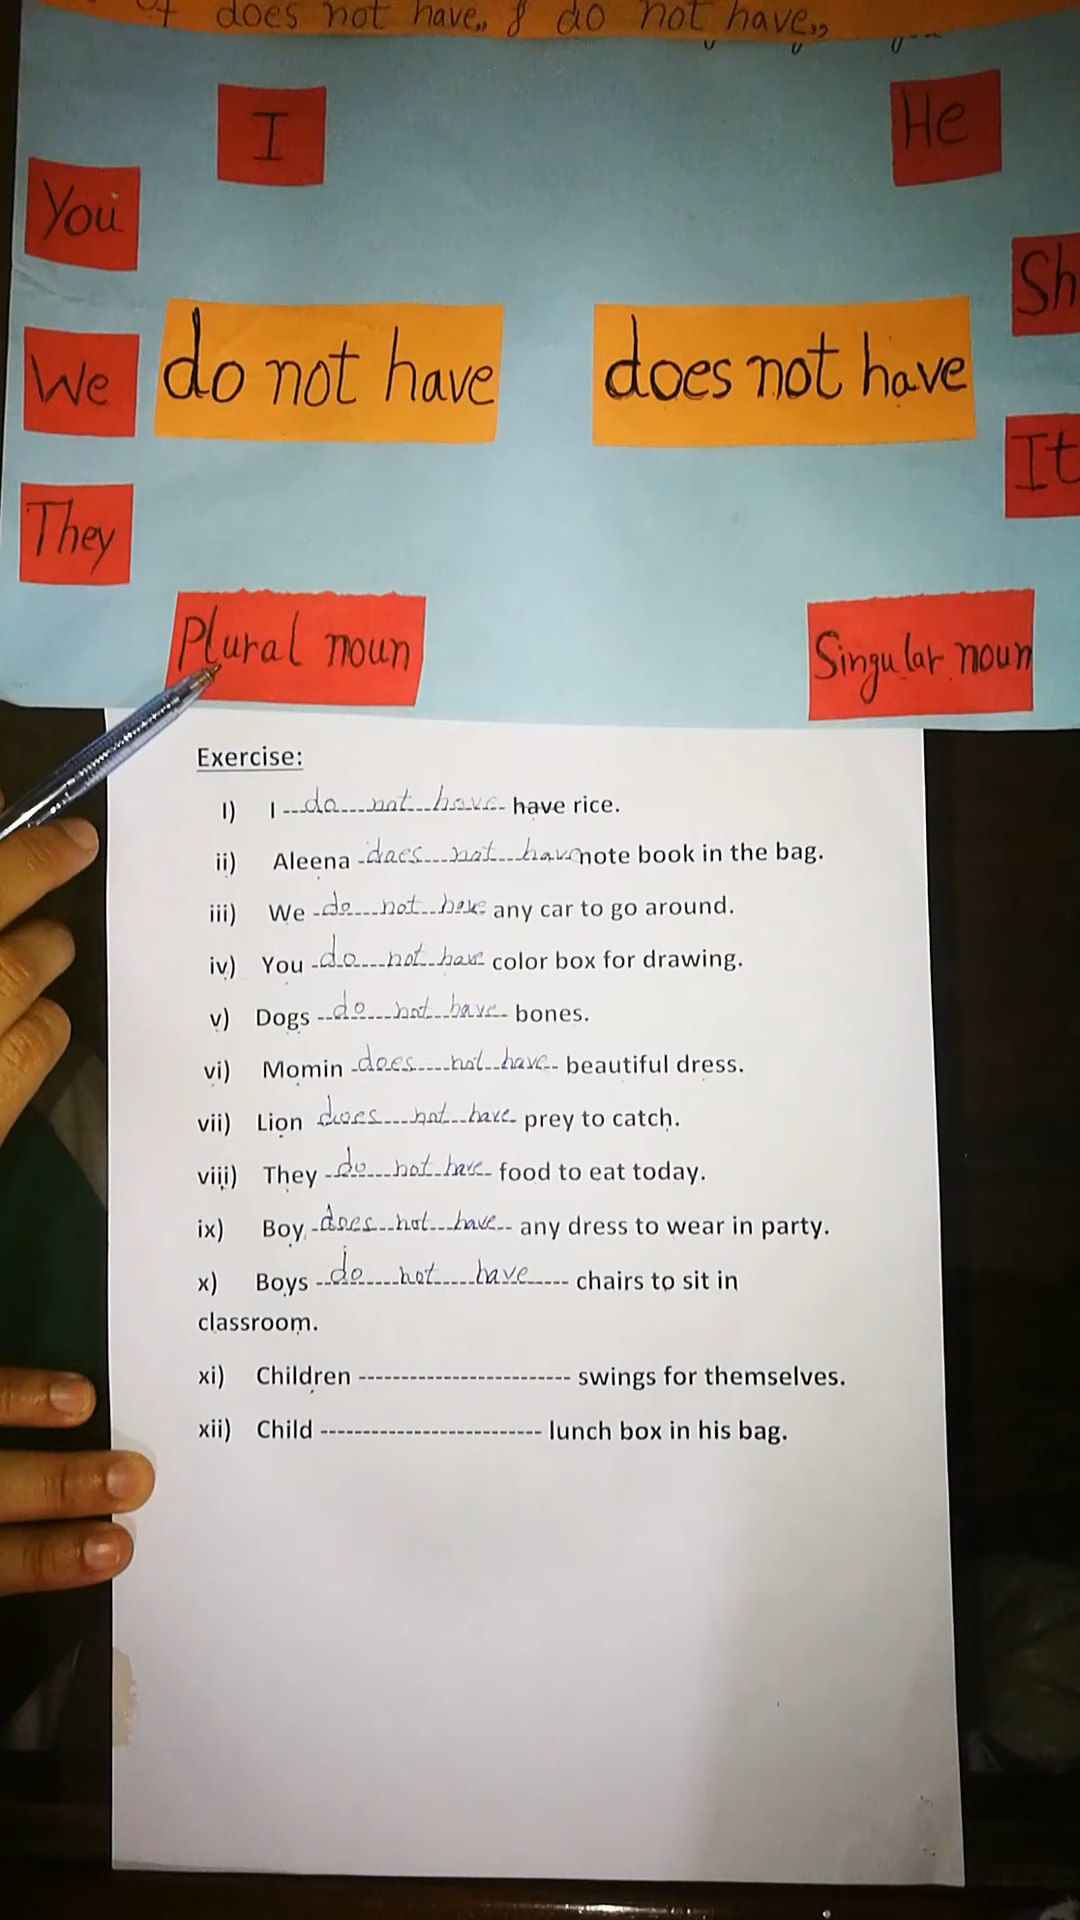 does not have,, & do not have,,
I
He
You
Sh
do not have
does not have
We
It
They
Plural noun
Singular noun
Exercise:
I) I ---do----not---have-- have rice.
ii) Aleena -does----not----have note book in the bag.
iii) We --do----not---have- any car to go around.
iv) You --do----not---have color box for drawing.
v) Dogs ---do----not---have-- bones.
vi) Momin -does-----not---have-- beautiful dress.
vii) Lion does----not---have- prey to catch.
viii) They --do----not--have- food to eat today.
ix) Boy -does---not---have-- any dress to wear in party.
x) Boys ---do----not-----have----- chairs to sit in
classroom.
xi) Children ------------------------- swings for themselves.
xii) Child -------------------------- lunch box in his bag.